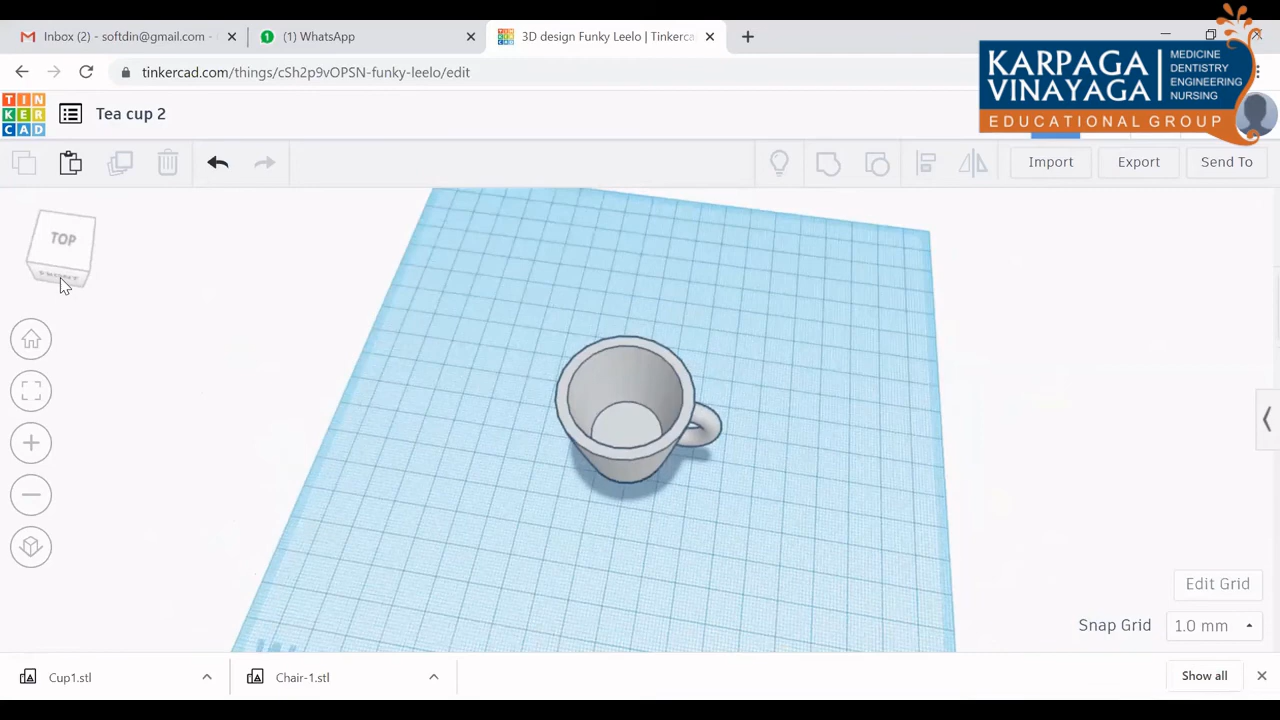 Inbox (2) - softdin@gmail.com -
(1) WhatsApp
3D design Funky Leelo | Tinkerca
tinkercad.com/things/cSh2p9vOPSN-funky-leelo/edit
KARPAGA
VINAYAGA
MEDICINE
DENTISTRY
ENGINEERING
NURSING
EDUCATIONAL GROUP
TIN
KER
CAD
Tea cup 2
Import
Export
Send To
TOP
Edit Grid
Snap Grid
1.0 mm
Cup1.stl
Chair-1.stl
Show all